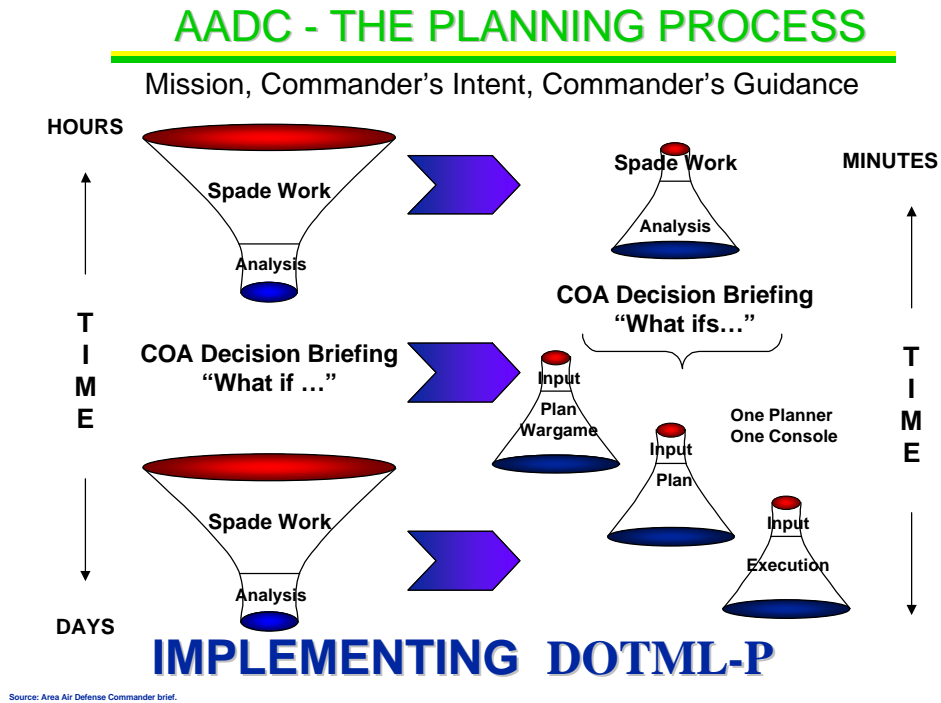 AADC - THE PLANNING PROCESS
Mission, Commander’s Intent, Commander’s Guidance
HOURS
Spade Work
Analysis
Spade Work
Analysis
MINUTES
T
I
M
E
COA Decision Briefing
“What if …”
COA Decision Briefing
“What ifs…”
Input
Plan
Wargame
Input
Plan
One Planner
One Console
Input
Execution
T
I
M
E
Spade Work
Analysis
DAYS
IMPLEMENTING DOTML-P
Source: Area Air Defense Commander brief.